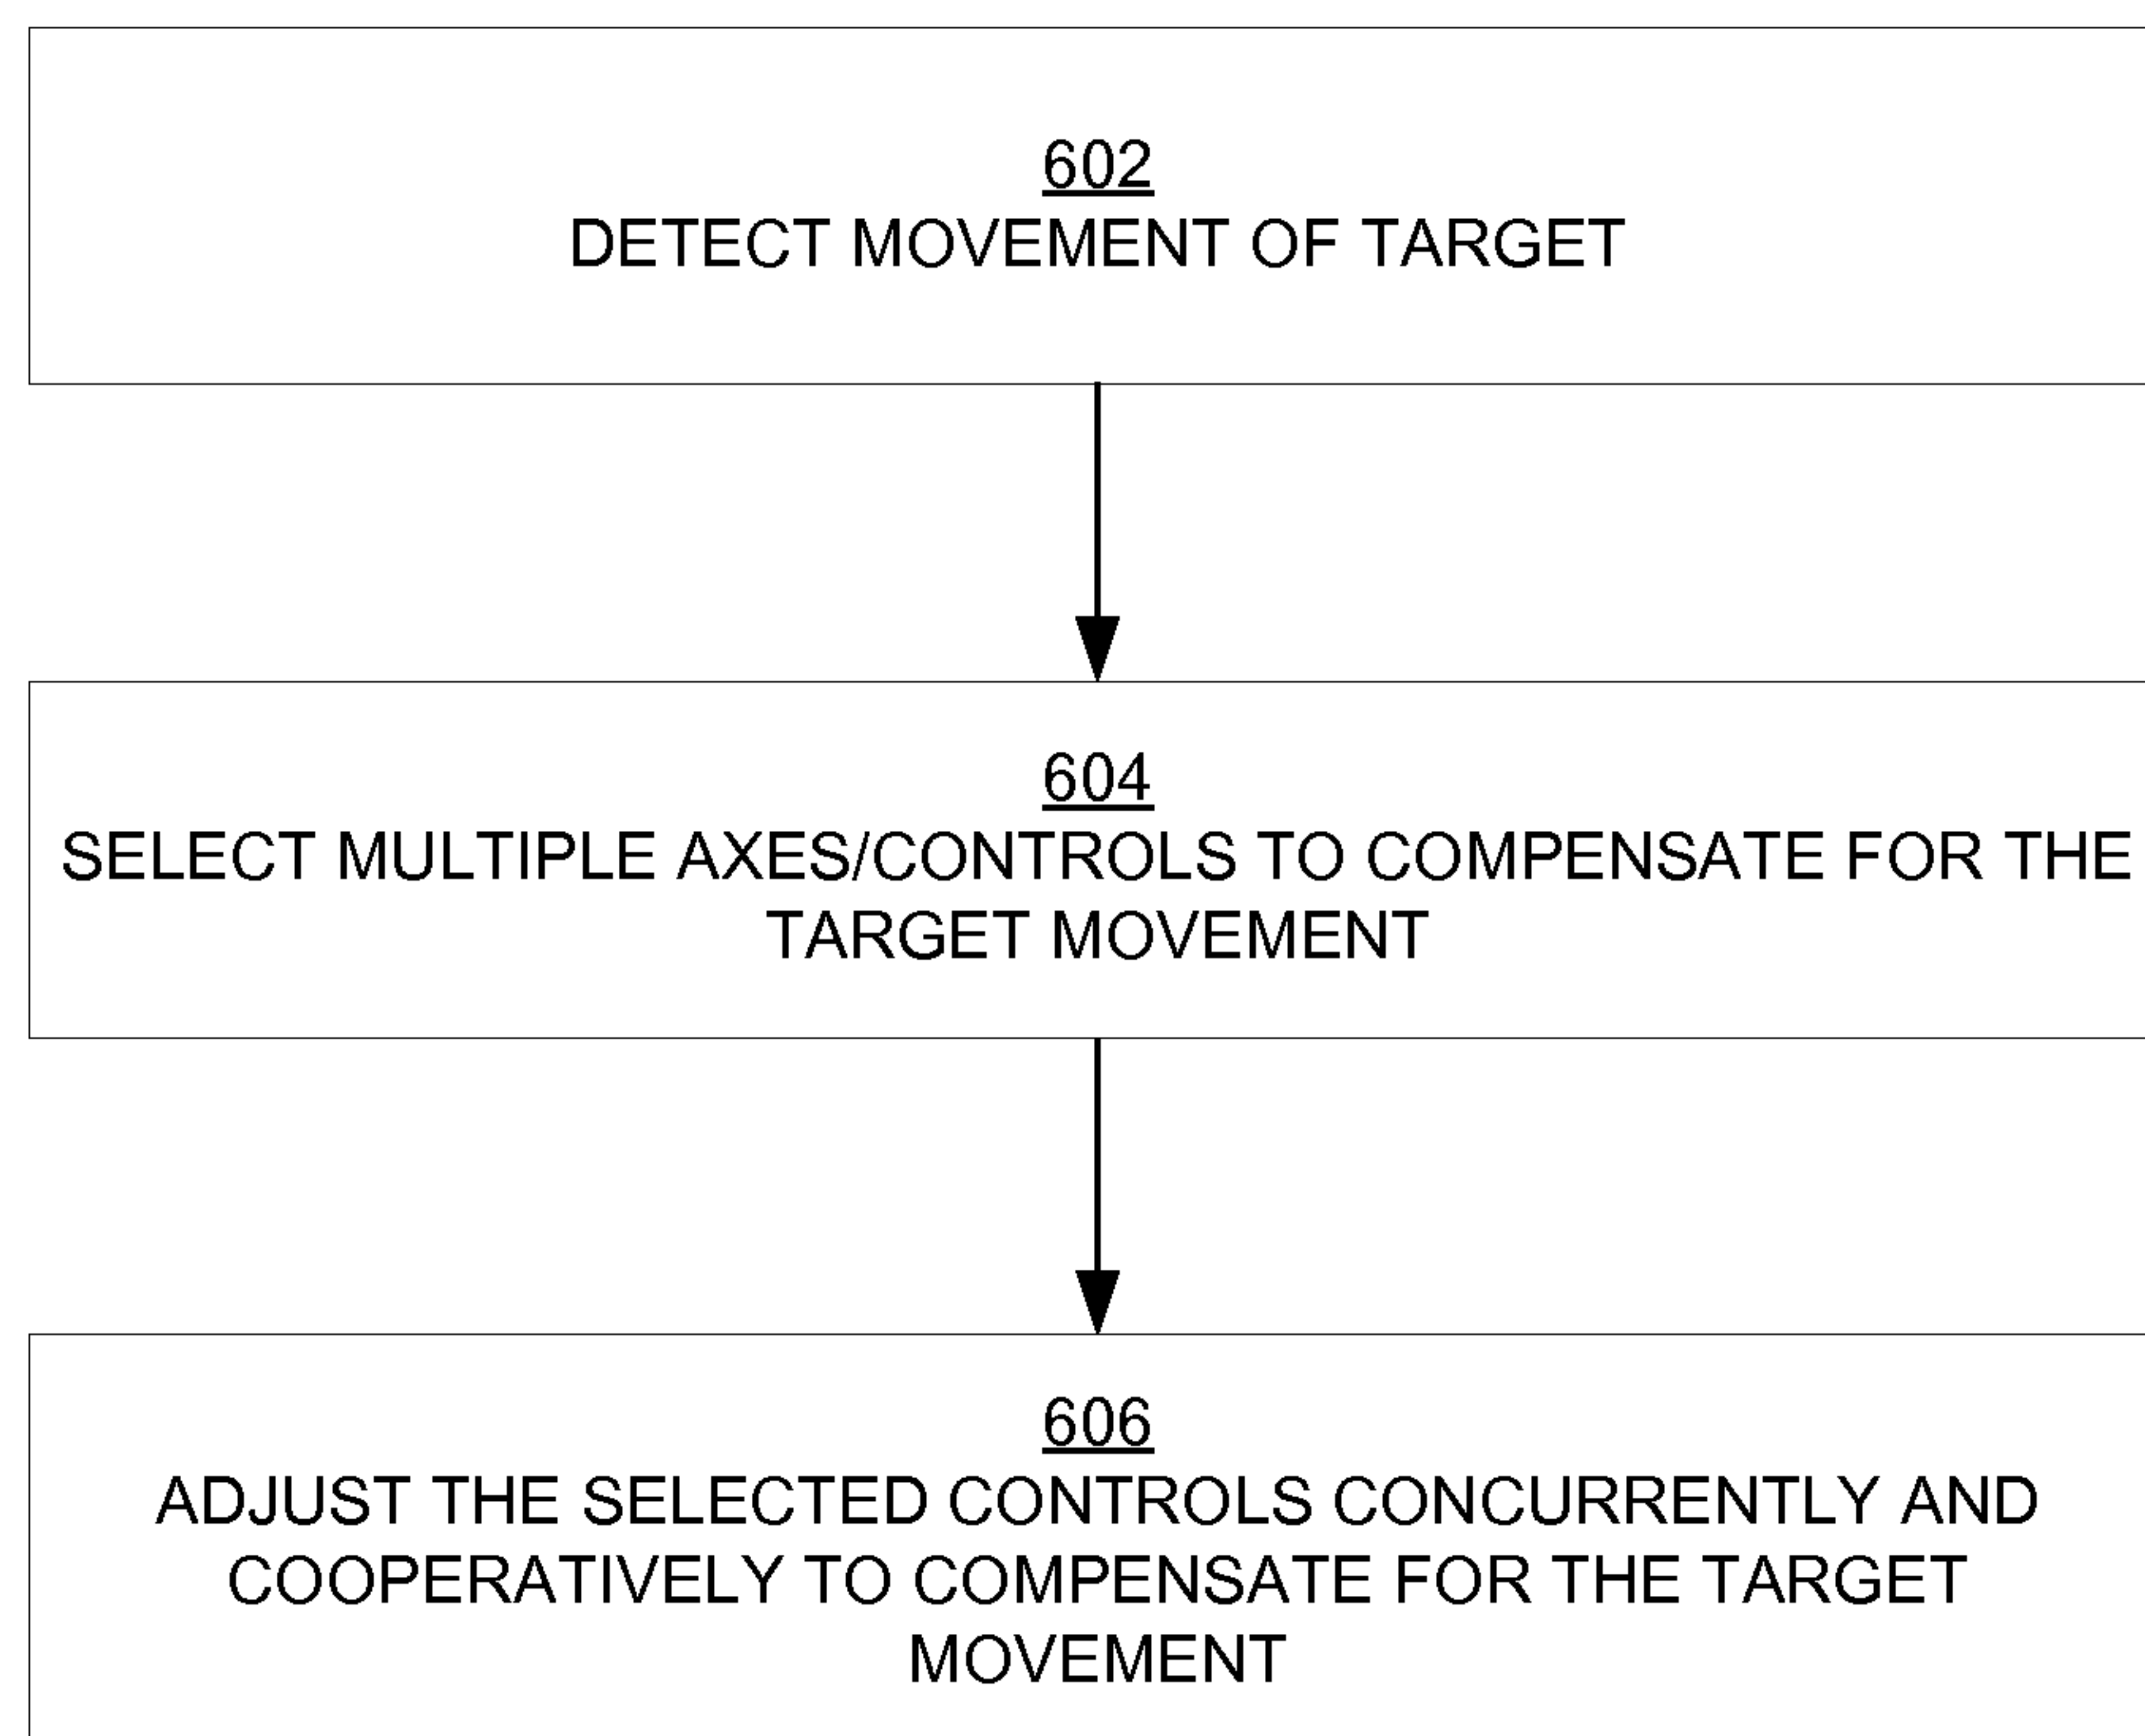 602
DETECT MOVEMENT OF TARGET
604
SELECT MULTIPLE AXES/CONTROLS TO COMPENSATE FOR THE
TARGET MOVEMENT
606
ADJUST THE SELECTED CONTROLS CONCURRENTLY AND
COOPERATIVELY TO COMPENSATE FOR THE TARGET
MOVEMENT